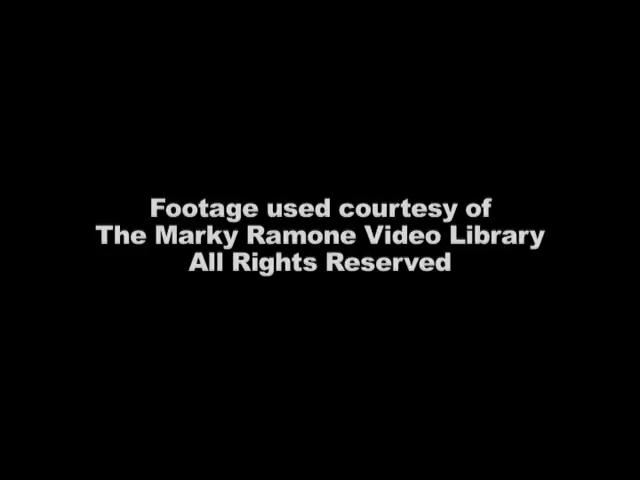 Footage used courtesy of
The Marky Ramone Video Library
All Rights Reserved